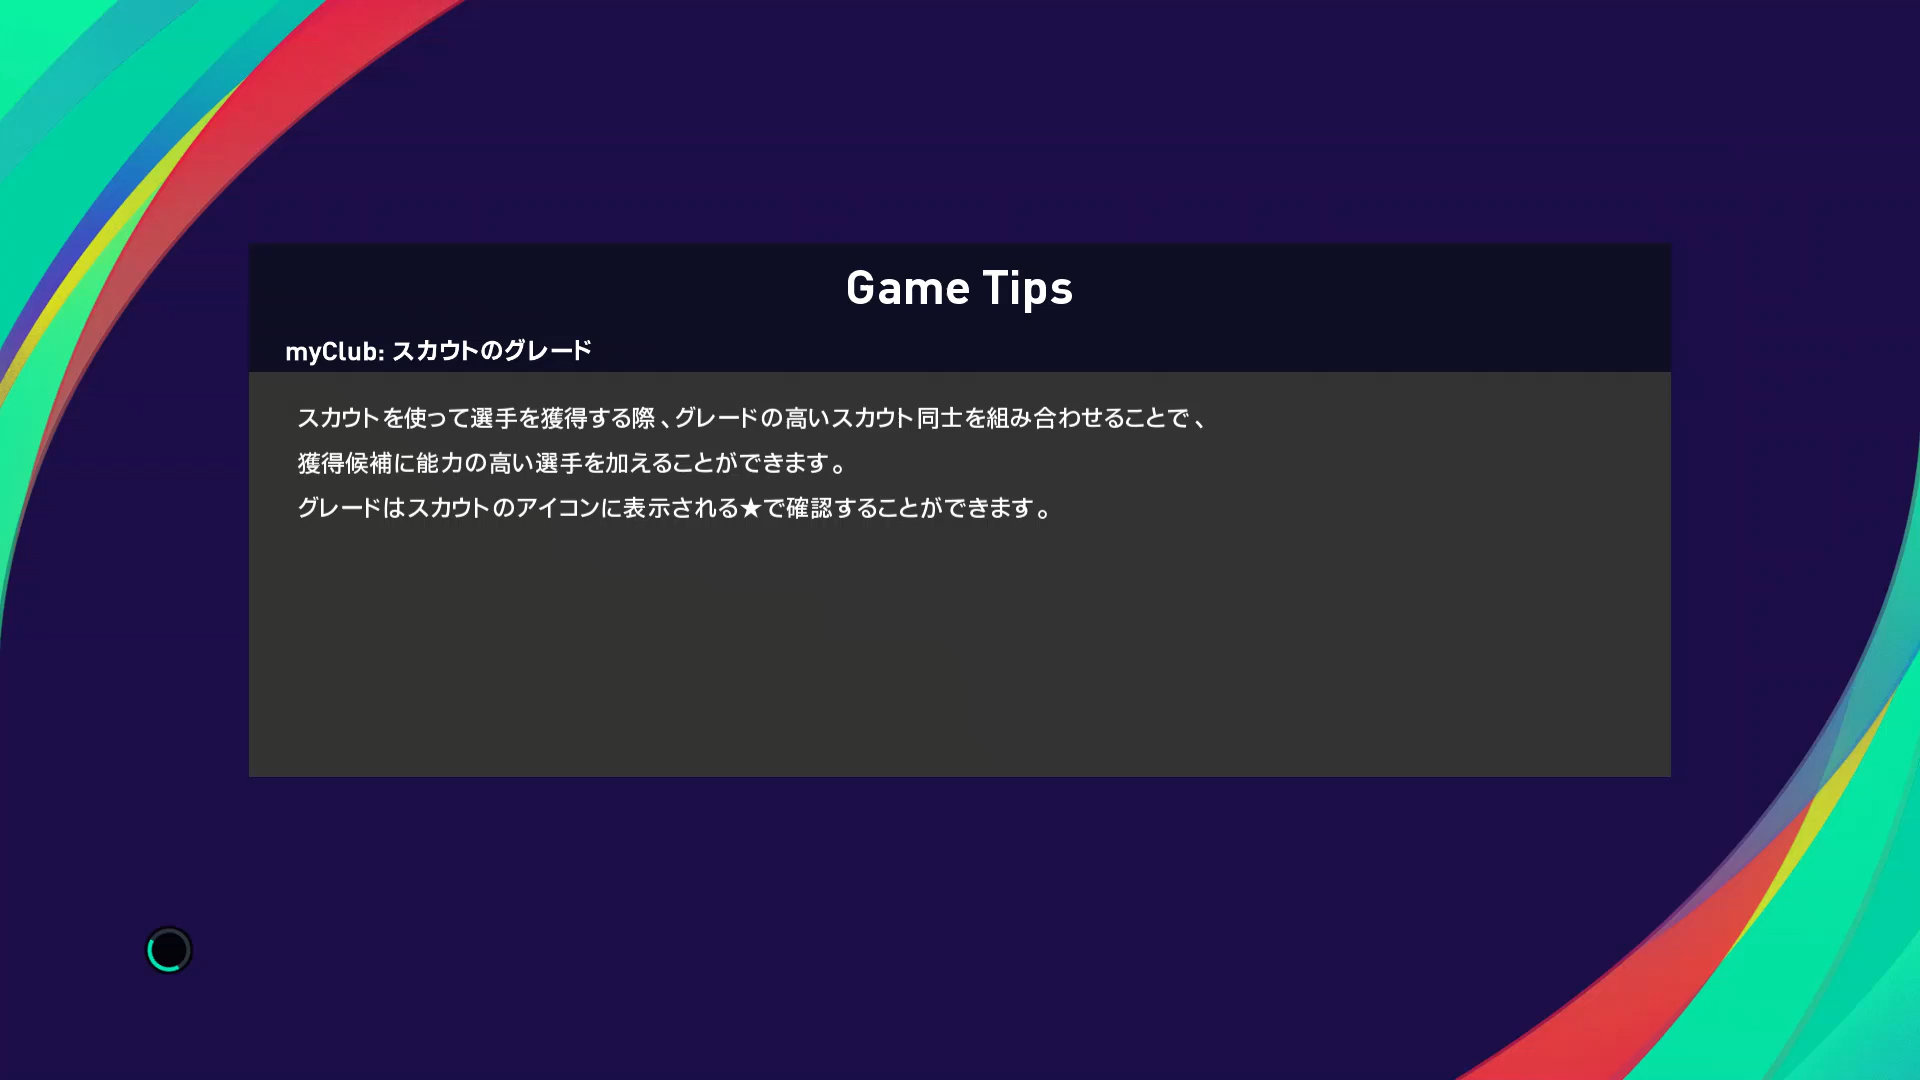 Game Tips
myClub: スカウトのグレード
スカウトを使って選手を獲得する際、グレードの高いスカウト同士を組み合わせることで、
獲得候補に能力の高い選手を加えることができます。
グレードはスカウトのアイコンに表示される★で確認することができます。